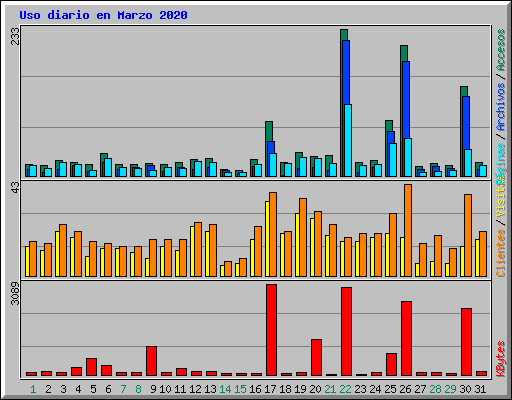 Uso diario en Marzo 2020
233
43
3089
Accesos / Archivos / Páginas
Clientes / Visitas
KBytes
1 2 3 4 5 6 7 8 9 10 11 12 13 14 15 16 17 18 19 20 21 22 23 24 25 26 27 28 29 30 31